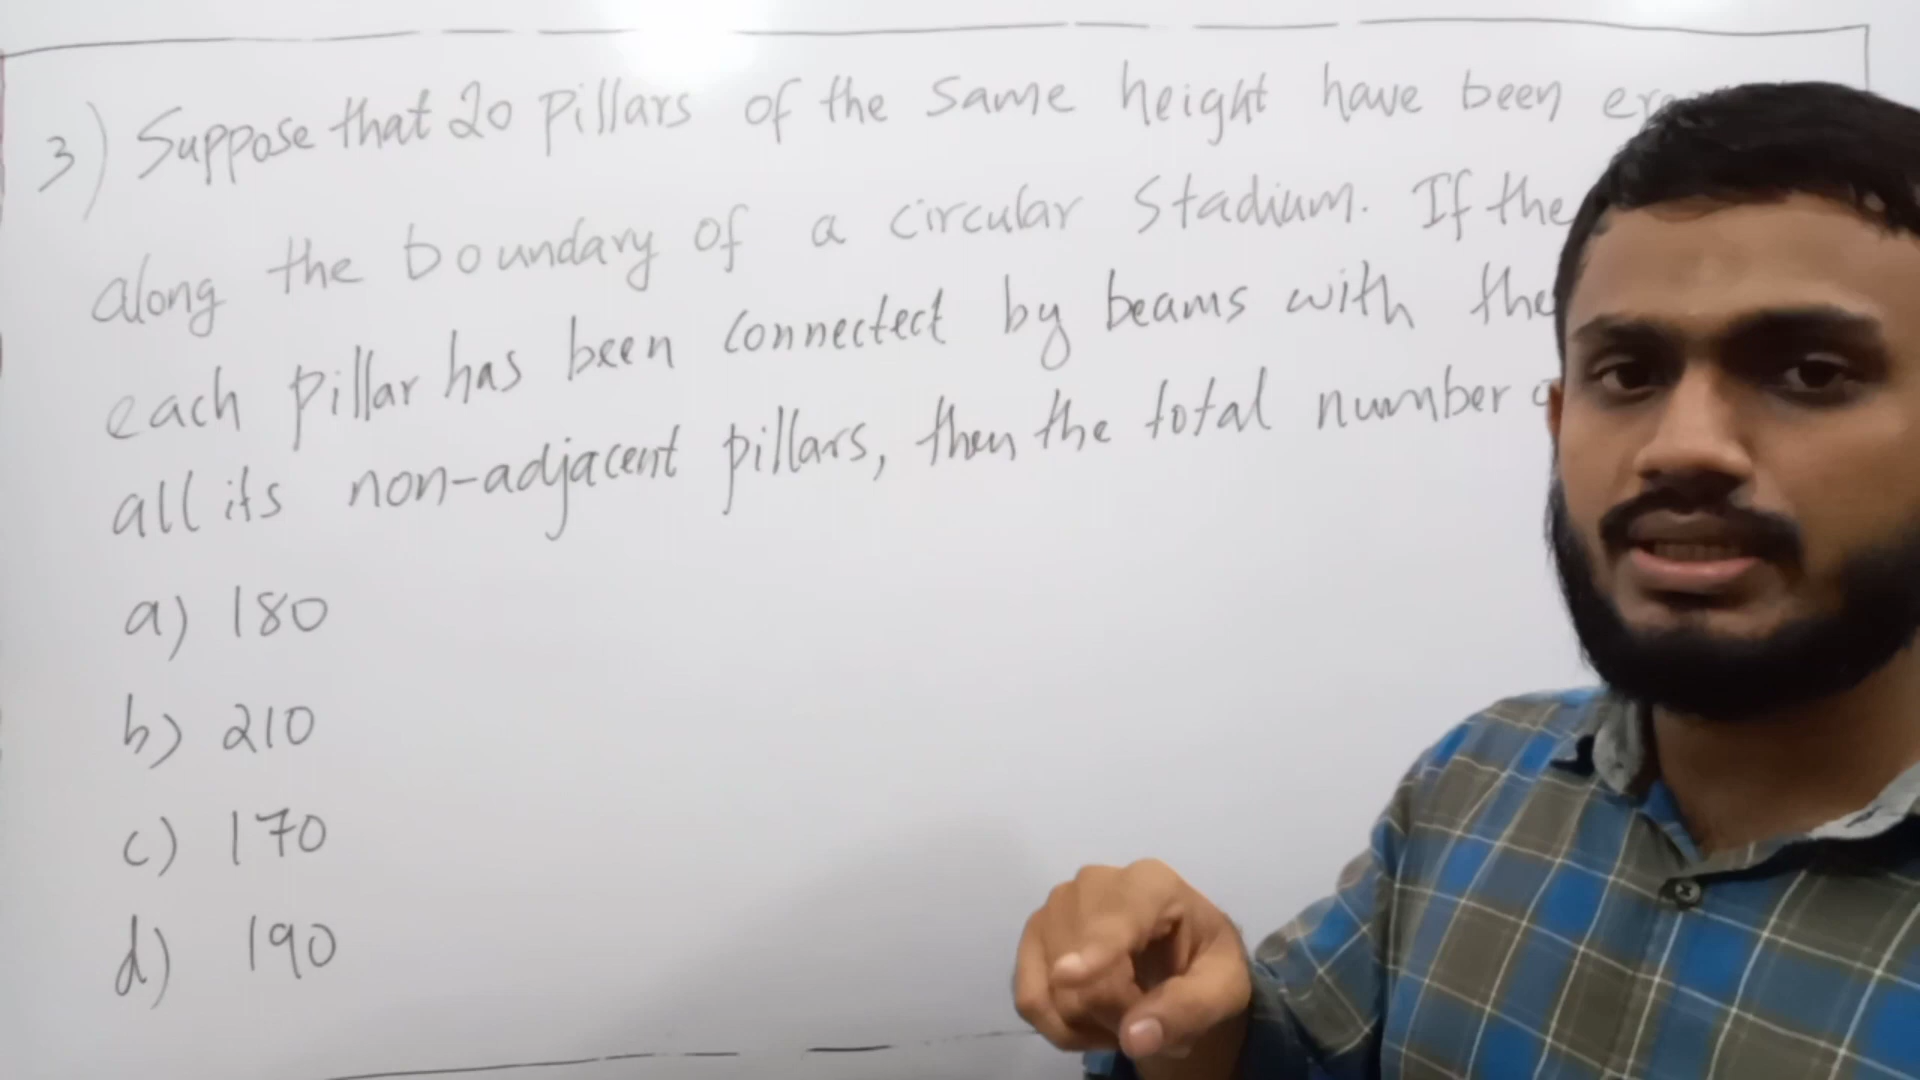 3) Suppose that 20 pillars of the same height have been
along the boundary of a circular stadium. If the
each pillar has been connected by beams with the
all its non-adjacent pillars, then the total number
a) 180
b) 210
c) 170
d) 190